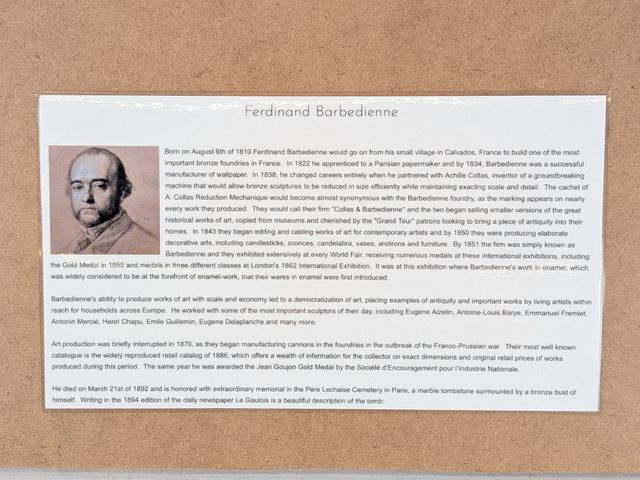 Ferdinand Barbedienne
Born on August 6th of 1810 Ferdinand Barbedienne would go on from his small village in Calvados, France to build one of the most
important bronze foundries in France. In 1822 he apprenticed to a Parisian papermaker and by 1834, Barbedienne was a successful
manufacturer of wallpaper. In 1838, he changed careers entirely when he partnered with Achille Collas, inventor of a groundbreaking
machine that would allow bronze sculptures to be reduced in size efficiently while maintaining exacting scale and detail. The cachet of
A. Collas Reduction Mechanique would become almost synonymous with the Barbedienne foundry, as the marking appears on nearly
every work they produced. They would call their firm "Collas & Barbedienne" and the two began selling smaller versions of the great
historical works of art, copied from museums and cherished by the "Grand Tour" patrons looking to bring a piece of antiquity into their
homes. In 1843 they began editing and casting works of art for contemporary artists and by 1850 they were producing elaborate
decorative arts, including candlesticks, sconces, candelabra, vases, andirons and furniture. By 1851 the firm was simply known as
Barbedienne and they exhibited extensively at every World Fair, receiving numerous medals at these international exhibitions, including
the Gold Medal in 1855 and medals in three different classes at London's 1862 International Exhibition. It was at this exhibition where Barbedienne's work in enamel, which
was widely considered to be at the forefront of enamel-work, that their wares in enamel were first introduced.
Barbedienne's ability to produce works of art with scale and economy led to a democratization of art, placing examples of antiquity and important works by living artists within
reach for households across Europe. He worked with some of the most important sculptors of their day, including Eugene Aizelin, Antoine-Louis Barye, Emmanuel Fremiet,
Antonin Mercié, Henri Chapu, Emile Guillemin, Eugene Delaplanche and many more.
Art production was briefly interrupted in 1870, as they began manufacturing cannons in the foundries in the outbreak of the Franco-Prussian war. Their most well known
catalogue is the widely reproduced retail catalog of 1886, which offers a wealth of information for the collector on exact dimensions and original retail prices of works
produced during this period. The same year he was awarded the Jean Goujon Gold Medal by the Société d'Encouragement pour l'Industrie Nationale.
He died on March 21st of 1892 and is honored with extraordinary memorial in the Pére Lechaise Cemetery in Paris, a marble tombstone surmounted by a bronze bust of
himself. Writing in the 1894 edition of the daily newspaper Le Gaulois is a beautiful description of the tomb: